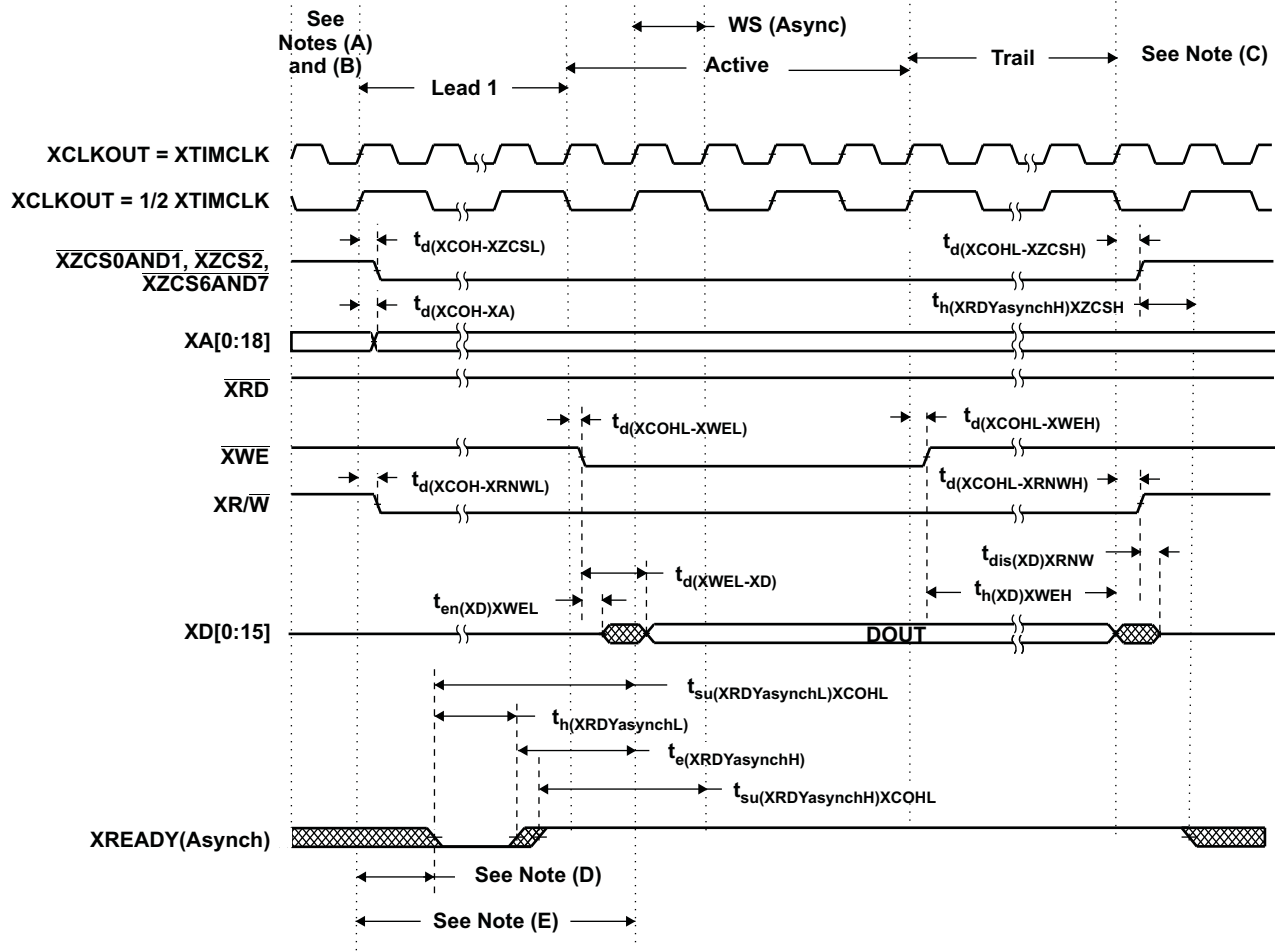 See
Notes (A)
and (B)
WS (Async)
Active
Trail
See Note (C)
Lead 1
XCLKOUT = XTIMCLK
XCLKOUT = 1/2 XTIMCLK
td(XCOH-XZCSL)
td(XCOHL-XZCSH)
XZCS0AND1, XZCS2,
XZCS6AND7
td(XCOH-XA)
th(XRDYasynchH)XZCSH
XA[0:18]
XRD
td(XCOHL-XWEL)
td(XCOHL-XWEH)
XWE
td(XCOH-XRNWL)
td(XCOHL-XRNWH)
XR/W
tdis(XD)XRNW
td(XWEL-XD)
th(XD)XWEH
ten(XD)XWEL
XD[0:15]
DOUT
tsu(XRDYasynchL)XCOHL
th(XRDYasynchL)
te(XRDYasynchH)
tsu(XRDYasynchH)XCOHL
XREADY(Asynch)
See Note (D)
See Note (E)